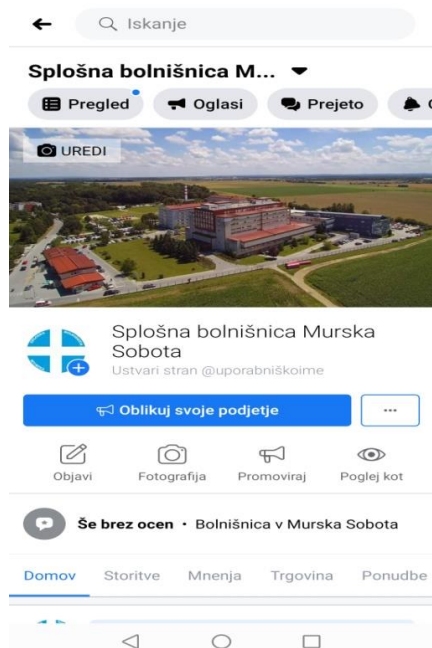 Iskanje
Splošna bolnišnica M...
Pregled Oglasi Prejeto
UREDI
Splošna bolnišnica Murska
Sobota
Ustvari stran @uporabniškoime
Oblikuj svoje podjetje
Objavi Fotografija Promoviraj Poglej kot
Še brez ocen · Bolnišnica v Murska Sobota
Domov Storitve Mnenja Trgovina Ponudbe